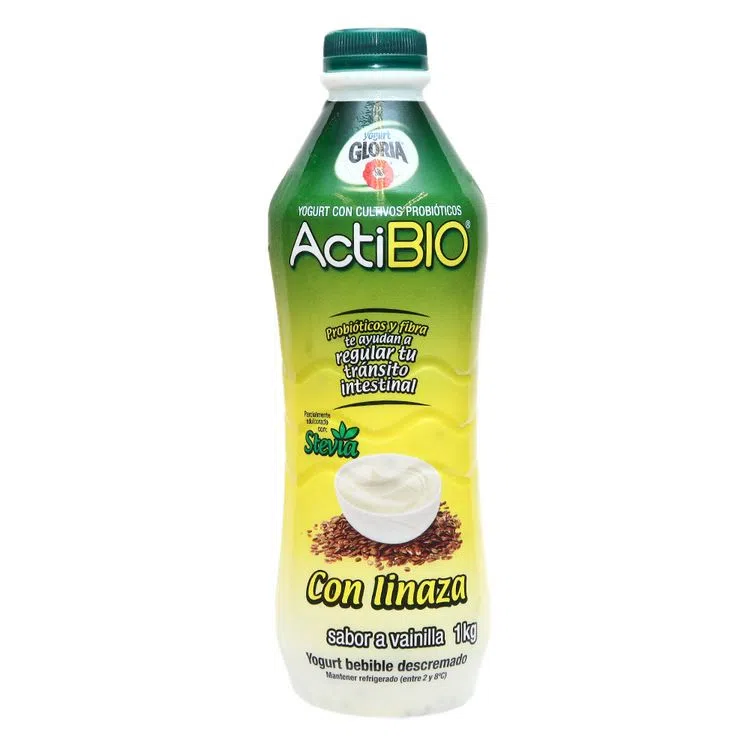 yogurt
GLORIA
YOGURT CON CULTIVOS PROBIÓTICOS
ActiBIO®
Probióticos y fibra
te ayudan a
regular tu
tránsito
intestinal
Parcialmente
edulcorado
con:
Stevia
Con linaza
sabor a vainilla 1kg
Yogurt bebible descremado
Mantener refrigerado (entre 2 y 8°C)